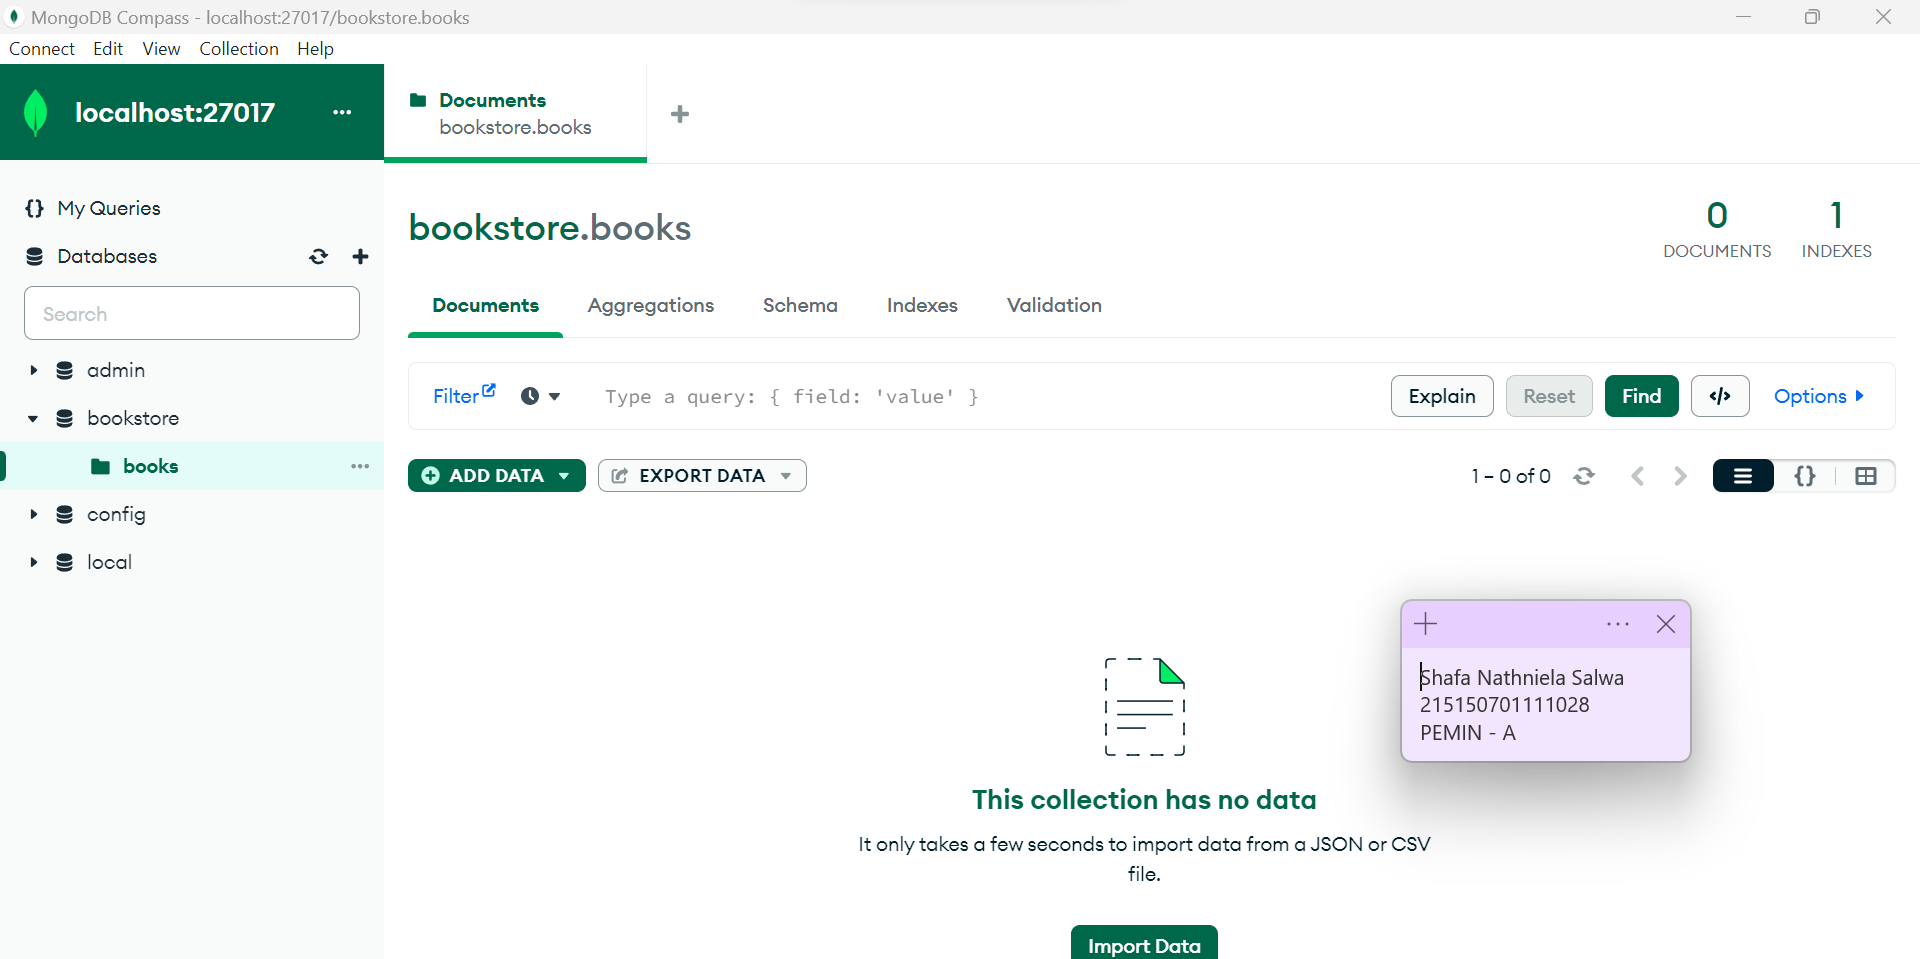 MongoDB Compass - localhost:27017/bookstore.books
Connect Edit View Collection Help
localhost:27017 ...
Documents
bookstore.books
{} My Queries
Databases
Search
admin
bookstore
books
config
local
bookstore.books
0
DOCUMENTS
1
INDEXES
Documents Aggregations Schema Indexes Validation
Filter Type a query: { field: 'value' } Explain Reset Find </> Options
ADD DATA EXPORT DATA 1 – 0 of 0 {}
This collection has no data
It only takes a few seconds to import data from a JSON or CSV
file.
Import Data
Shafa Nathniela Salwa
215150701111028
PEMIN - A